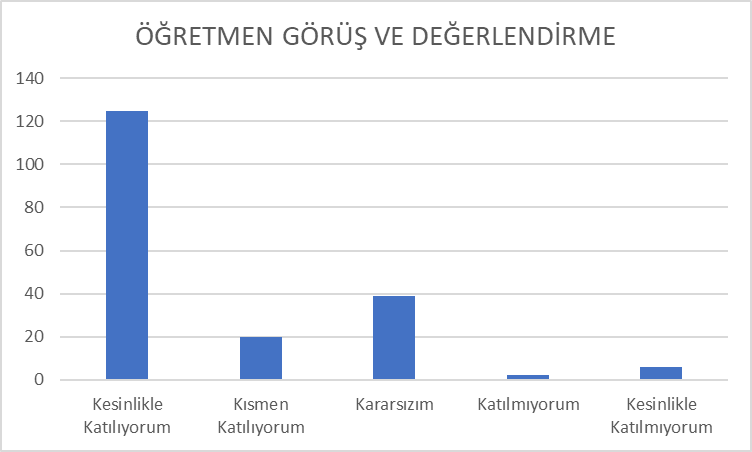 ÖĞRETMEN GÖRÜŞ VE DEĞERLENDİRME
140
120
100
80
60
40
20
0
Kesinlikle
Katılıyorum
Kısmen
Katılıyorum
Kararsızım
Katılmıyorum
Kesinlikle
Katılmıyorum